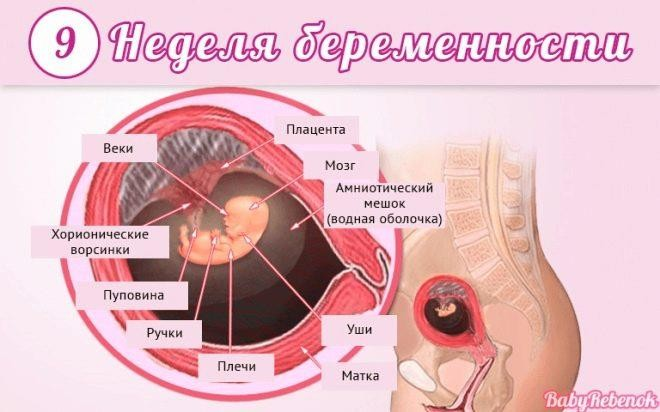 9 Неделя беременности
Плацента
Веки
Мозг
Амниотический
мешок
(водная оболочка)
Хорионические
ворсинки
Пуповина
Ручки
Уши
Плечи
Матка
BabyRebenok